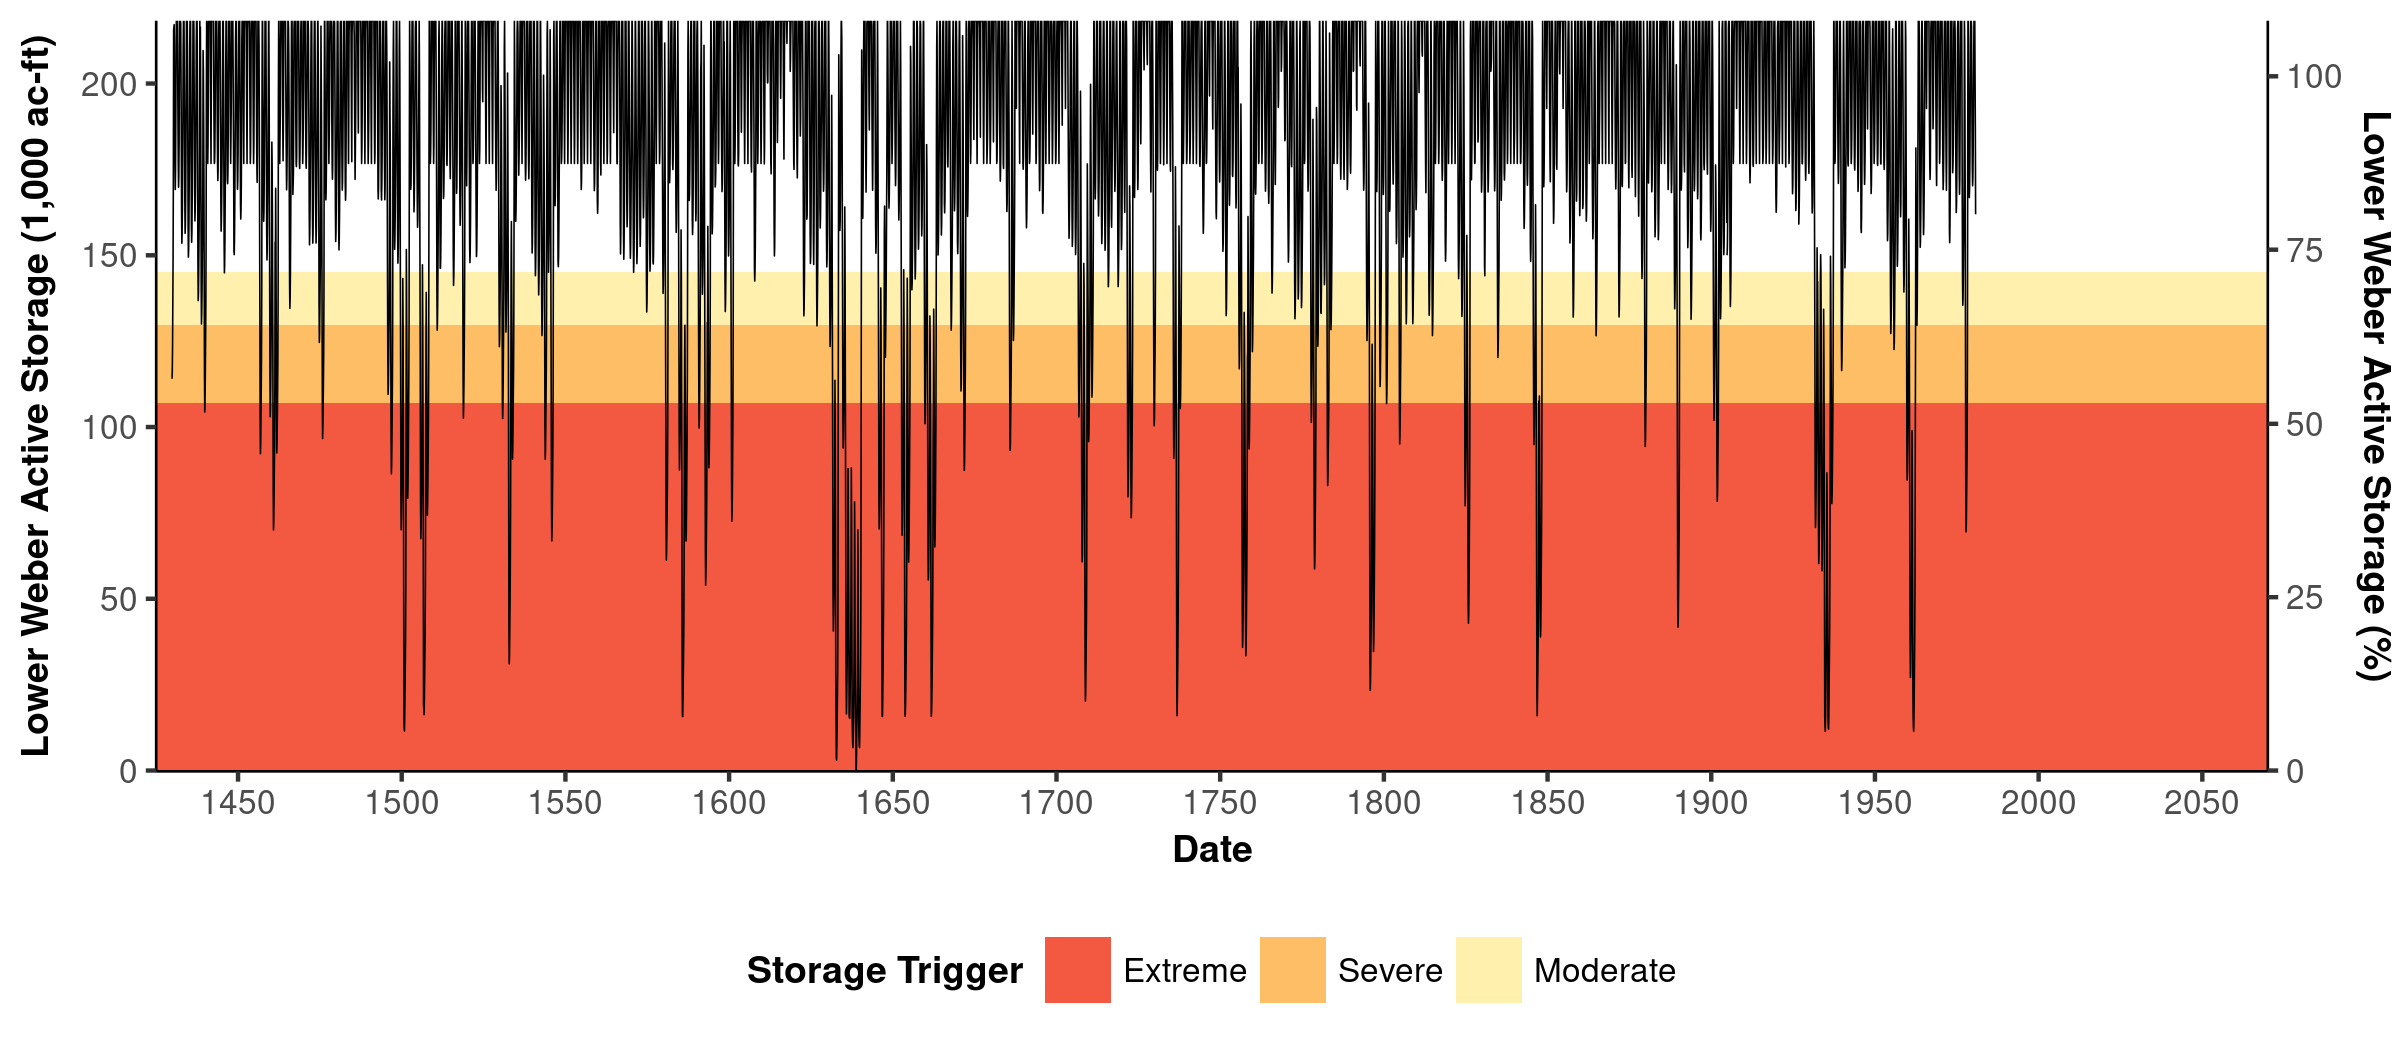 Lower Weber Active Storage (1,000 ac-ft)
200
150
100
50
0
100
75
50
25
0
Lower Weber Active Storage (%)
1450 1500 1550 1600 1650 1700 1750 1800 1850 1900 1950 2000 2050
Date
Storage Trigger Extreme Severe Moderate